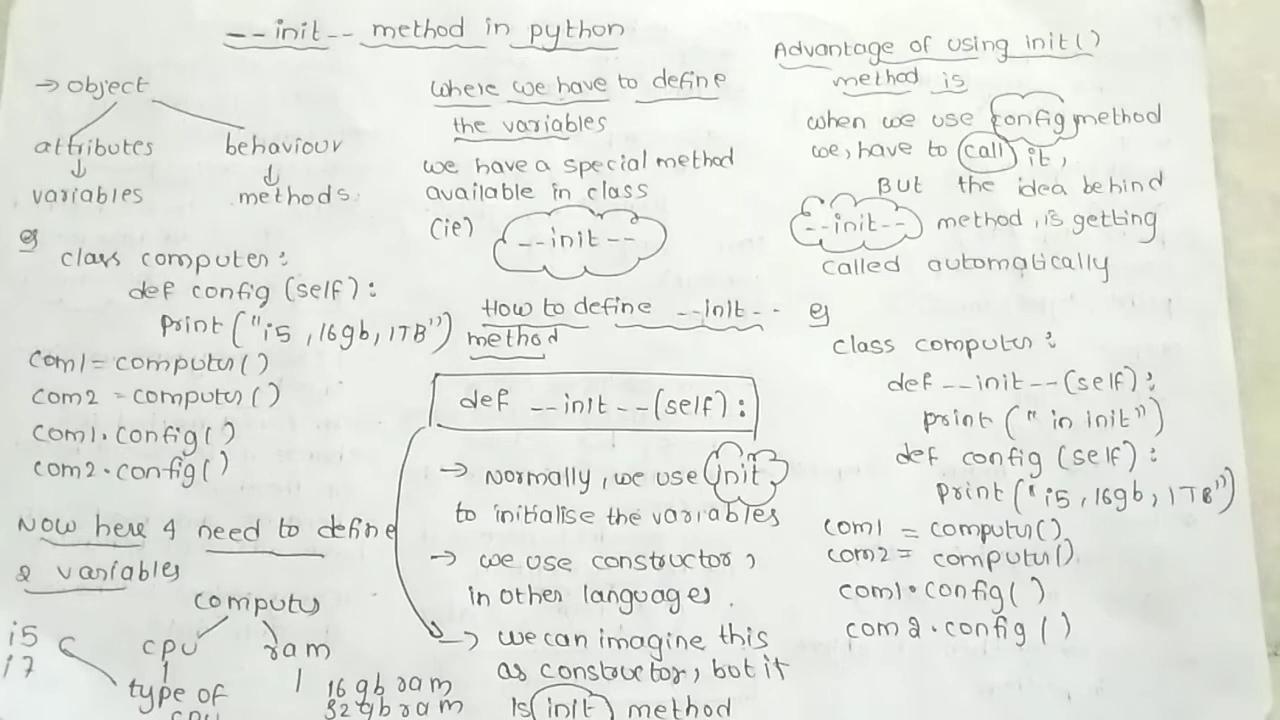 --init-- method in python
→ object
attributes behaviour
↓ ↓
variables methods.
eg
class computer:
def config (self):
print ("i5, 16gb, 1TB")
com1 = computer()
com2 = computer()
com1.config()
com2.config()
Now here I need to define
2 variables
computer
cpu ram
i5
i7
type of
cpu
16 gb ram
32 gb ram
where we have to define
the variables
we have a special method
available in class
(ie) --init--
How to define --init--
method
def --init--(self):
→ Normally, we use init
to initialise the variables
→ we use constructor,
in other languages.
→ we can imagine this
as constructor, but it
is init method
Advantage of using init()
method is
when we use config method
we, have to call it,
But the idea behind
--init-- method, is getting
called automatically
eg
class computer:
def --init--(self):
print ("in init")
def config (self):
print ("i5, 16gb, 1TB")
com1 = computer()
com2 = computer().
com1.config()
com2.config()